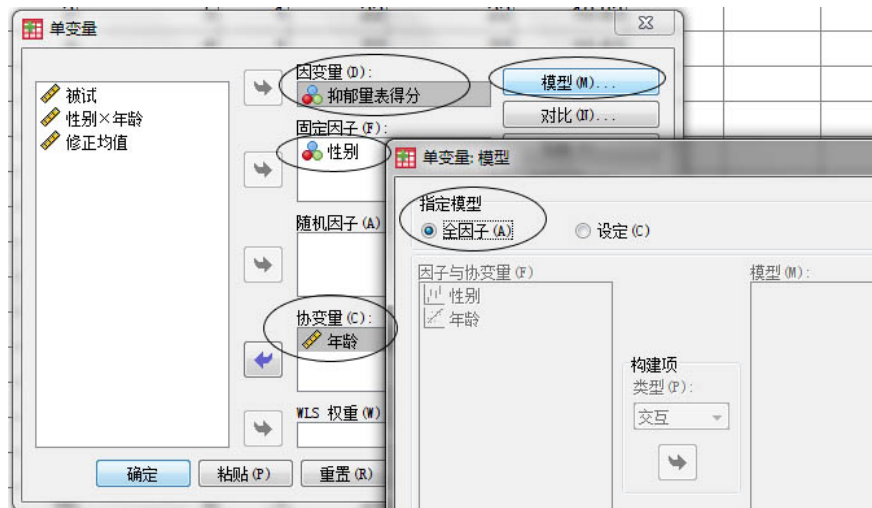 单变量
被试
性别×年龄
修正均值
因变量(D):
抑郁量表得分
固定因子(F):
性别
随机因子(A)
协变量(C):
年龄
WLS 权重(W)
模型(M)...
对比(N)...
确定
粘贴(P)
重置(R)
单变量: 模型
指定模型
全因子(A)
设定(C)
因子与协变量(F)
性别
年龄
构建项
类型(P):
交互
模型(M):